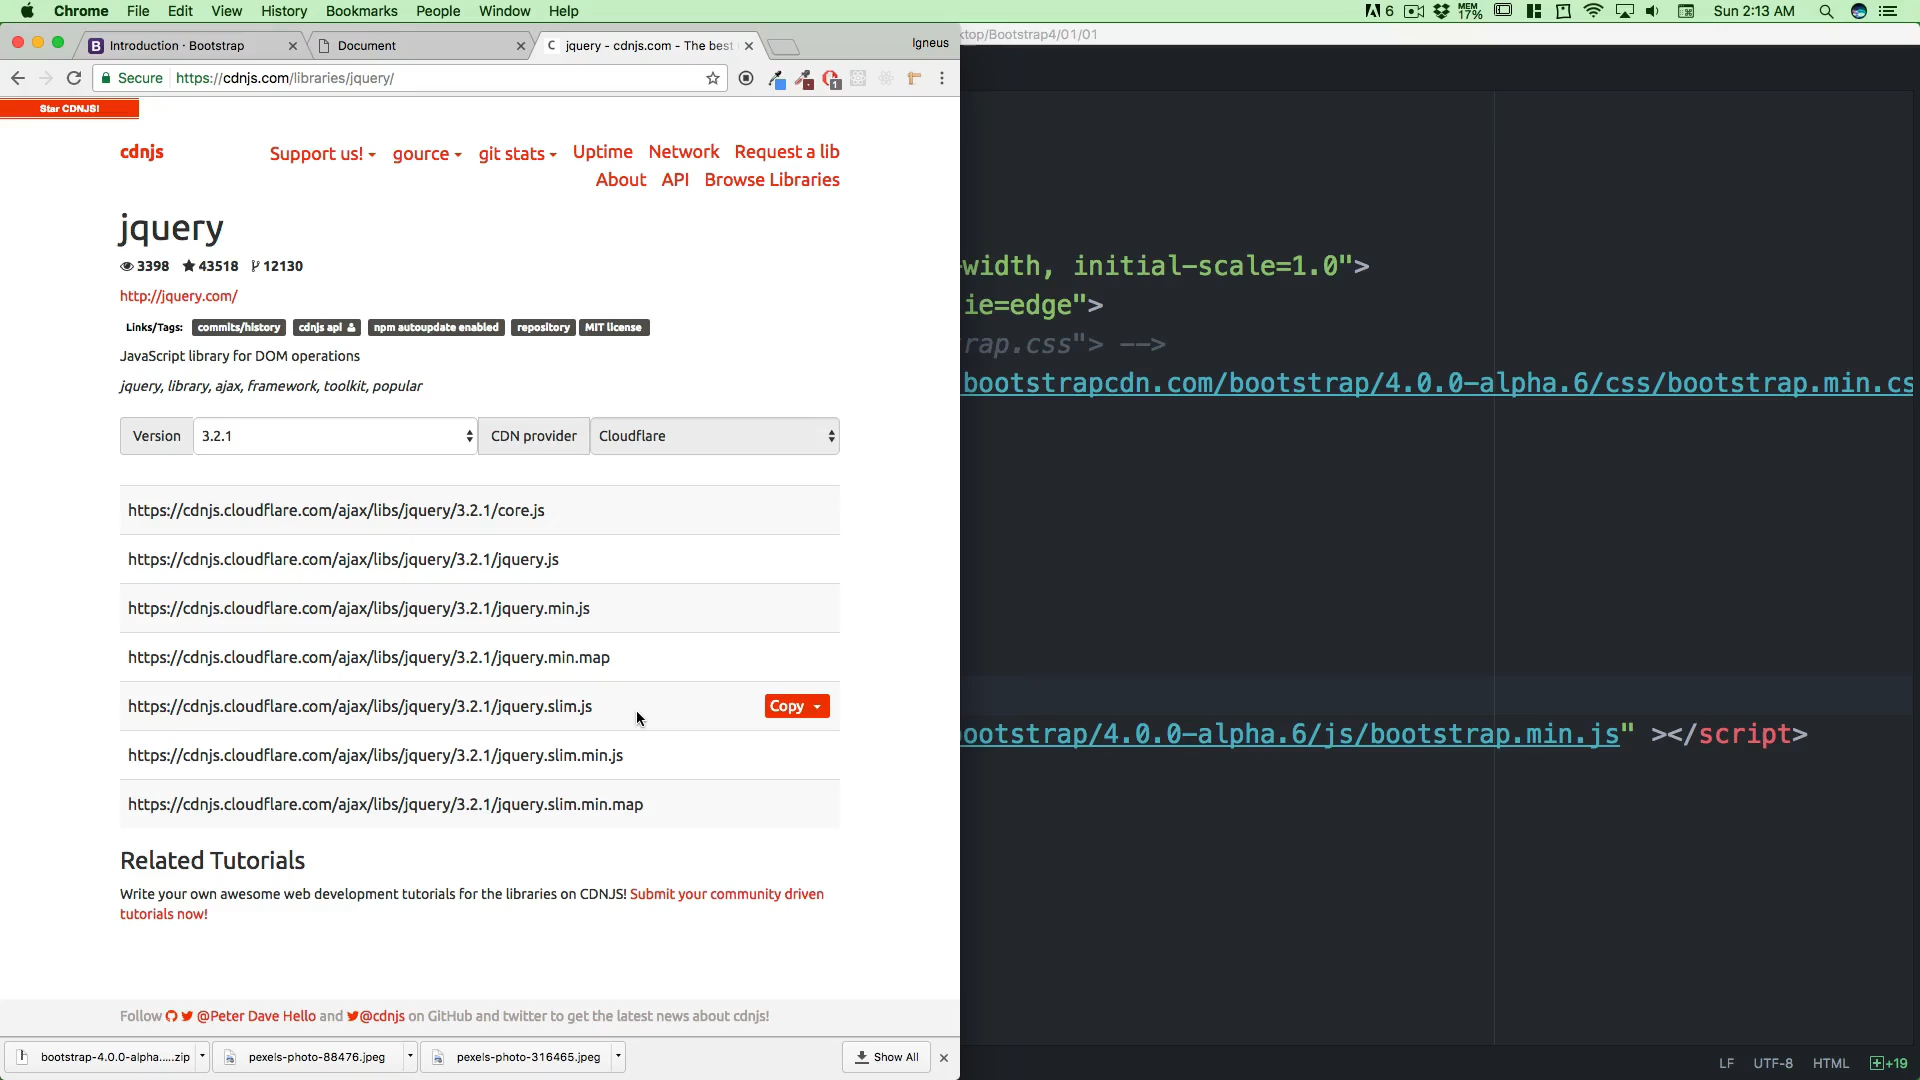 Chrome File Edit View History Bookmarks People Window Help
6 MEM 17% Sun 2:13 AM
Introduction · Bootstrap
Document
jquery - cdnjs.com - The best
Igneus
ktop/Bootstrap4/01/01
Secure https://cdnjs.com/libraries/jquery/
1
Star CDNJS!
cdnjs Support us! gource git stats Uptime Network Request a lib
About API Browse Libraries
jquery
3398 43518 12130
http://jquery.com/
Links/Tags: commits/history cdnjs api npm autoupdate enabled repository MIT license
JavaScript library for DOM operations
jquery, library, ajax, framework, toolkit, popular
Version 3.2.1 CDN provider Cloudflare
https://cdnjs.cloudflare.com/ajax/libs/jquery/3.2.1/core.js
https://cdnjs.cloudflare.com/ajax/libs/jquery/3.2.1/jquery.js
https://cdnjs.cloudflare.com/ajax/libs/jquery/3.2.1/jquery.min.js
https://cdnjs.cloudflare.com/ajax/libs/jquery/3.2.1/jquery.min.map
https://cdnjs.cloudflare.com/ajax/libs/jquery/3.2.1/jquery.slim.js Copy
https://cdnjs.cloudflare.com/ajax/libs/jquery/3.2.1/jquery.slim.min.js
https://cdnjs.cloudflare.com/ajax/libs/jquery/3.2.1/jquery.slim.min.map
Related Tutorials
Write your own awesome web development tutorials for the libraries on CDNJS! Submit your community driven
tutorials now!
Follow @Peter Dave Hello and @cdnjs on GitHub and twitter to get the latest news about cdnjs!
bootstrap-4.0.0-alpha.....zip
pexels-photo-88476.jpeg
pexels-photo-316465.jpeg
Show All
-width, initial-scale=1.0">
ie=edge">
rap.css"> -->
bootstrapcdn.com/bootstrap/4.0.0-alpha.6/css/bootstrap.min.cs
bootstrap/4.0.0-alpha.6/js/bootstrap.min.js" ></script>
LF UTF-8 HTML +19